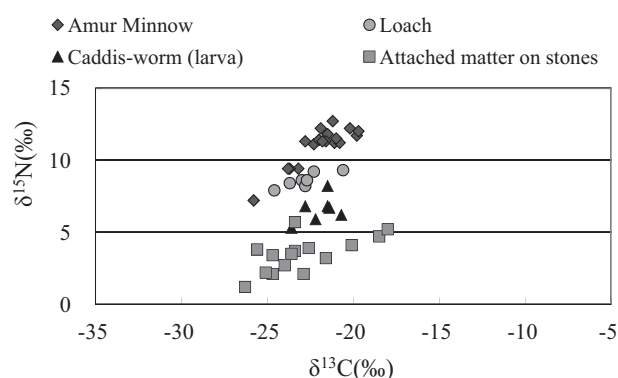 Amur Minnow Loach
Caddis-worm (larva) Attached matter on stones
15
10
5
0
δ15N(‰)
-35 -30 -25 -20 -15 -10 -5
δ13C(‰)